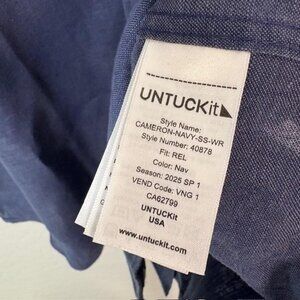 UNTUCKit
Style Name:
CAMERON-NAVY-SS-WR
Style Number: 40878
Fit: REL
Color: Nav
Season: 2025 SP 1
VEND Code: VNG 1
CA62799
UNTUCKit
USA
www.untuckit.com